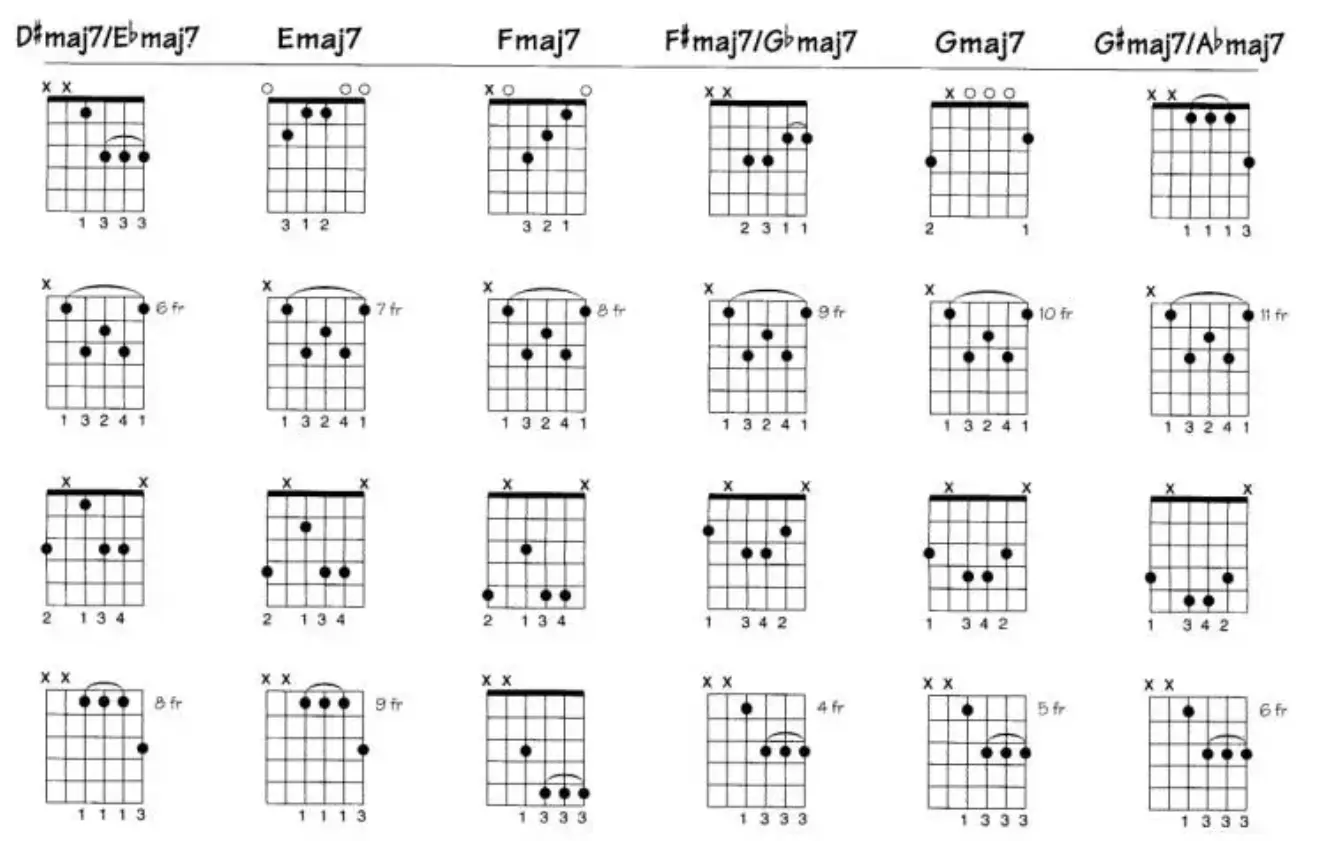 D♯maj7/E♭maj7 Emaj7 Fmaj7 F♯maj7/G♭maj7 Gmaj7 G♯maj7/A♭maj7
x x o o o x o o x x x o o o x x
1 3 3 3 3 1 2 3 2 1 2 3 1 1 2 1 1 1 1 3
x x x x x x
6 fr 7 fr 8 fr 9 fr 10 fr 11 fr
1 3 2 4 1 1 3 2 4 1 1 3 2 4 1 1 3 2 4 1 1 3 2 4 1 1 3 2 4 1
x x x x x x x x x x x x
2 1 3 4 2 1 3 4 2 1 3 4 1 3 4 2 1 3 4 2 1 3 4 2
x x x x x x x x x x x x
8 fr 9 fr 4 fr 5 fr 6 fr
1 1 1 3 1 1 1 3 1 3 3 3 1 3 3 3 1 3 3 3 1 3 3 3